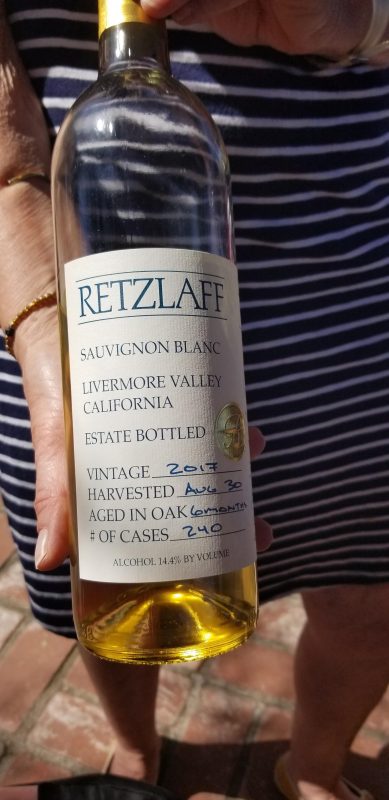 RETZLAFF
SAUVIGNON BLANC
LIVERMORE VALLEY
CALIFORNIA
ESTATE BOTTLED
VINTAGE 2017
HARVESTED AUG 30
AGED IN OAK 6 MONTHS
# OF CASES 240
ALCOHOL 14.4% BY VOLUME